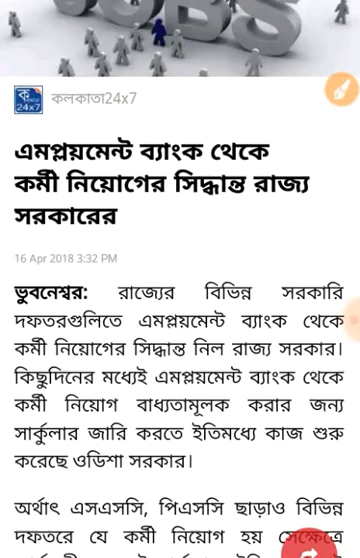 JOBS
ক
24x7
কলকাতা24x7
এমপ্লয়মেন্ট ব্যাংক থেকে
কর্মী নিয়োগের সিদ্ধান্ত রাজ্য
সরকারের
16 Apr 2018 3:32 PM
ভুবনেশ্বর: রাজ্যের বিভিন্ন সরকারি
দফতরগুলিতে এমপ্লয়মেন্ট ব্যাংক থেকে
কর্মী নিয়োগের সিদ্ধান্ত নিল রাজ্য সরকার।
কিছুদিনের মধ্যেই এমপ্লয়মেন্ট ব্যাংক থেকে
কর্মী নিয়োগ বাধ্যতামূলক করার জন্য
সার্কুলার জারি করতে ইতিমধ্যে কাজ শুরু
করেছে ওডিশা সরকার।
অর্থাৎ এসএসসি, পিএসসি ছাড়াও বিভিন্ন
দফতরে যে কর্মী নিয়োগ হয় সেক্ষেত্রে